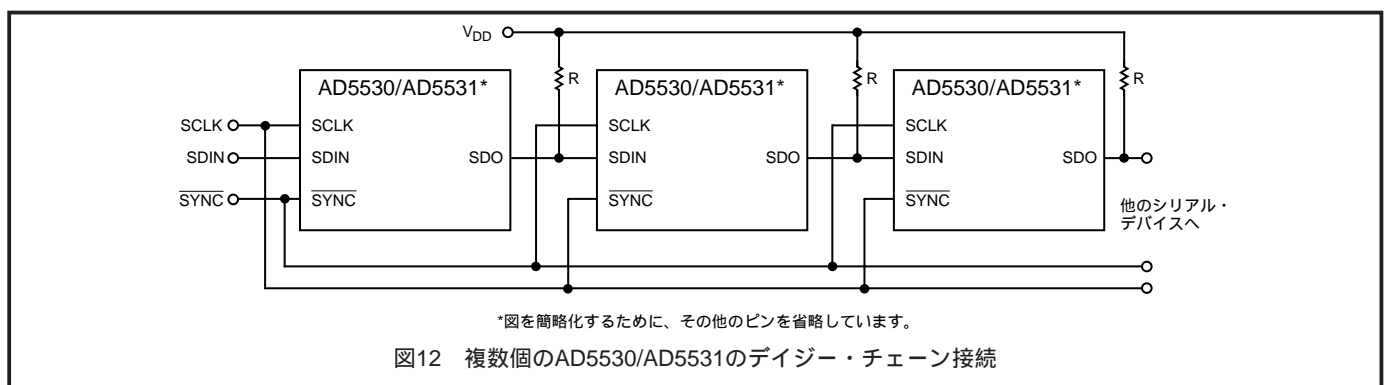 VDD
R
R
R
AD5530/AD5531*
AD5530/AD5531*
AD5530/AD5531*
SCLK
SCLK
SCLK
SCLK
SDIN
SDIN
SDO
SDIN
SDO
SDIN
SDO
SYNC
SYNC
SYNC
SYNC
他のシリアル・
デバイスへ
*図を簡略化するために、その他のピンを省略しています。
図12 複数個のAD5530/AD5531のデイジー・チェーン接続